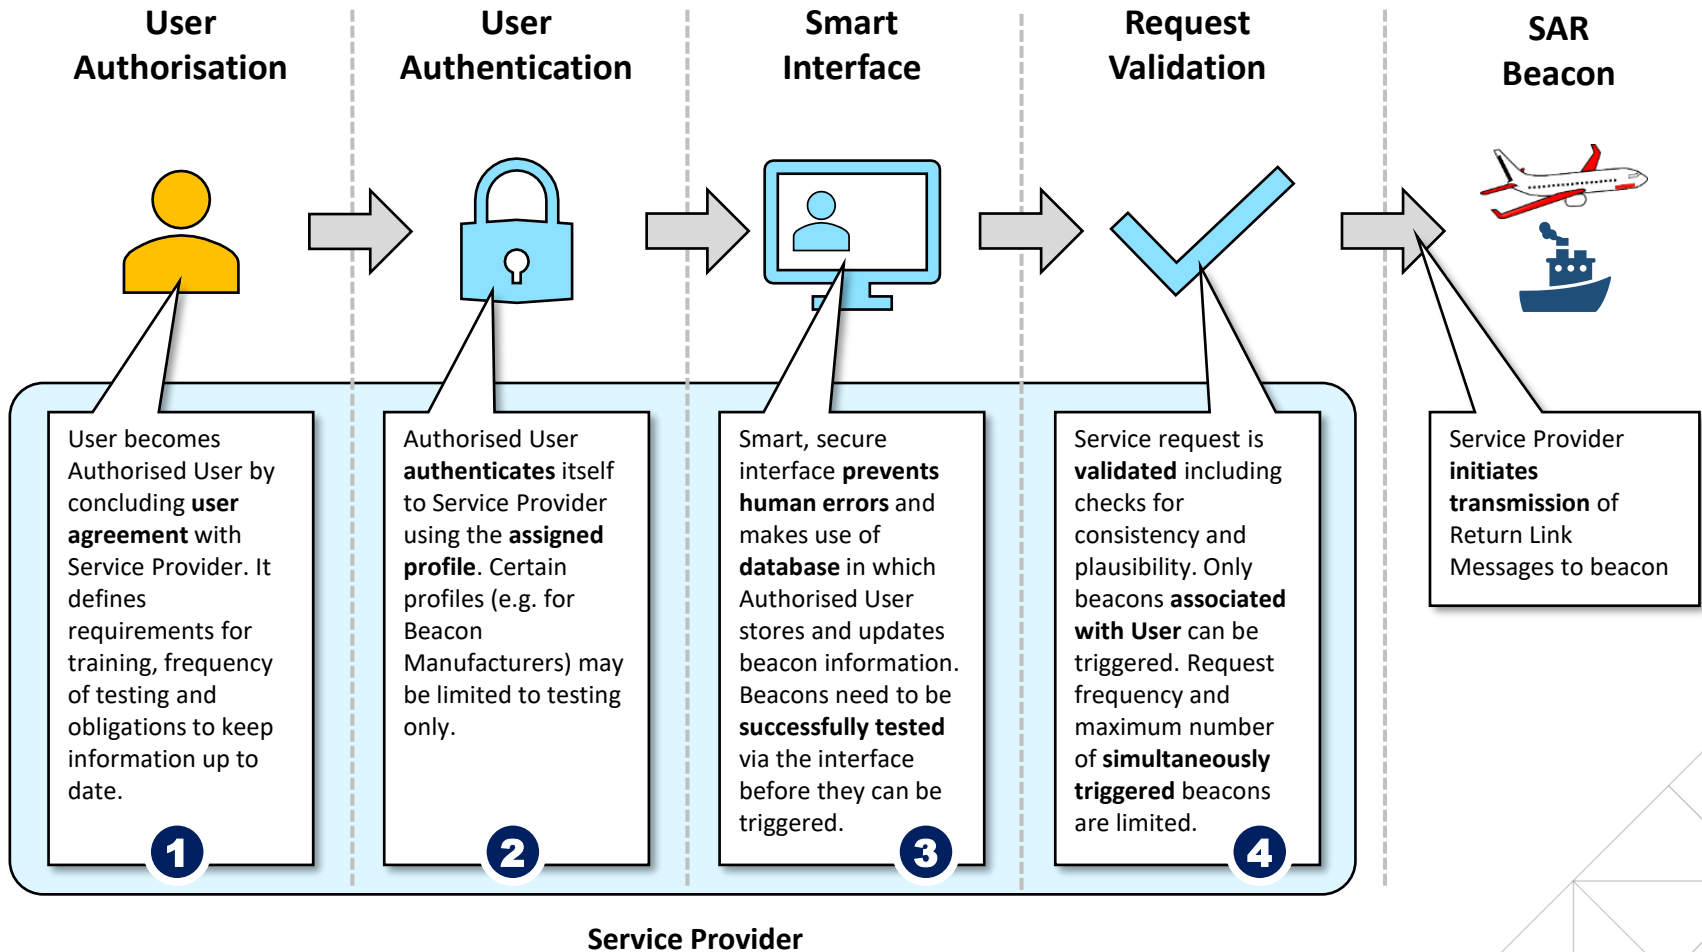 User
Authorisation
User
Authentication
Smart
Interface
Request
Validation
SAR
Beacon
User becomes
Authorised User by
concluding user
agreement with
Service Provider. It
defines
requirements for
training, frequency
of testing and
obligations to keep
information up to
date.
1
Authorised User
authenticates itself
to Service Provider
using the assigned
profile. Certain
profiles (e.g. for
Beacon
Manufacturers) may
be limited to testing
only.
2
Smart, secure
interface prevents
human errors and
makes use of
database in which
Authorised User
stores and updates
beacon information.
Beacons need to be
successfully tested
via the interface
before they can be
triggered.
3
Service request is
validated including
checks for
consistency and
plausibility. Only
beacons associated
with User can be
triggered. Request
frequency and
maximum number
of simultaneously
triggered beacons
are limited.
4
Service Provider
initiates
transmission of
Return Link
Messages to beacon
Service Provider